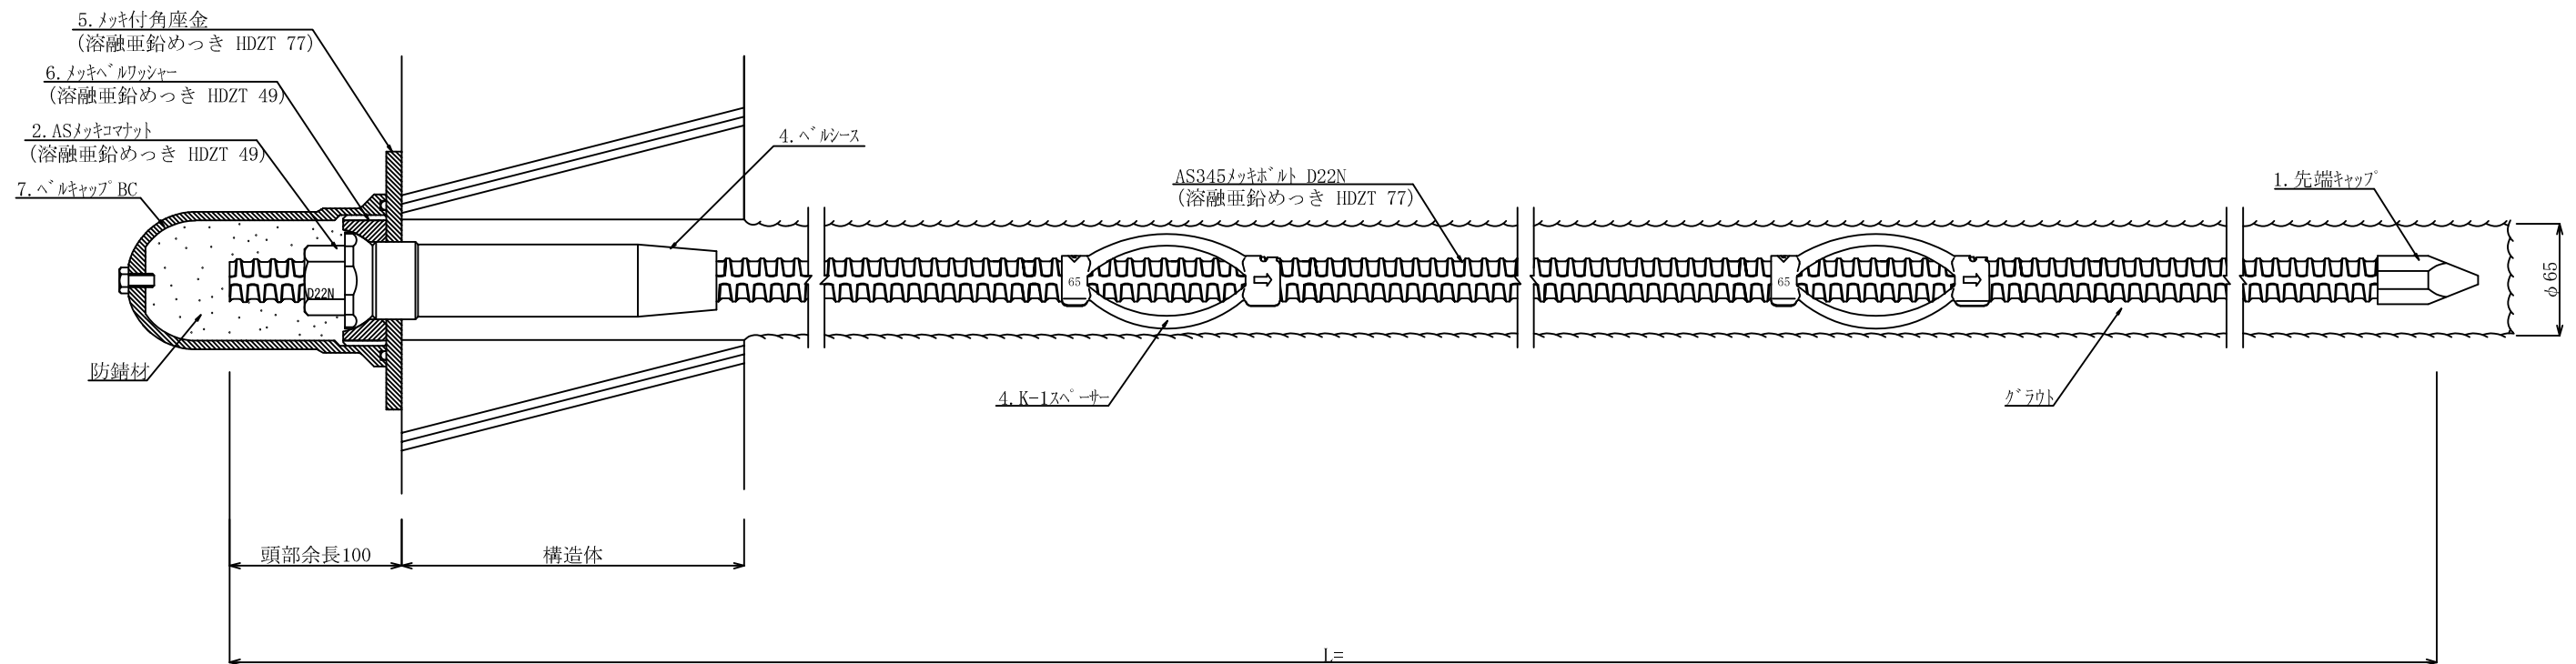 5.ﾒｯｷ付角座金
(溶融亜鉛めっき HDZT 77)
6.ﾒｯｷﾍﾞﾙﾜｯｼｬｰ
(溶融亜鉛めっき HDZT 49)
2.ASﾒｯｷｺﾏﾅｯﾄ
(溶融亜鉛めっき HDZT 49)
7.ﾍﾞﾙｷｬｯﾌﾟBC
4.ﾍﾞﾙｼｰｽ
AS345ﾒｯｷﾎﾞﾙﾄ D22N
(溶融亜鉛めっき HDZT 77)
1.先端ｷｬｯﾌﾟ
D22N
65
65
φ65
防錆材
4.K-1ｽﾍﾟｰｻｰ
ｸﾞﾗｳﾄ
頭部余長100
構造体
L=